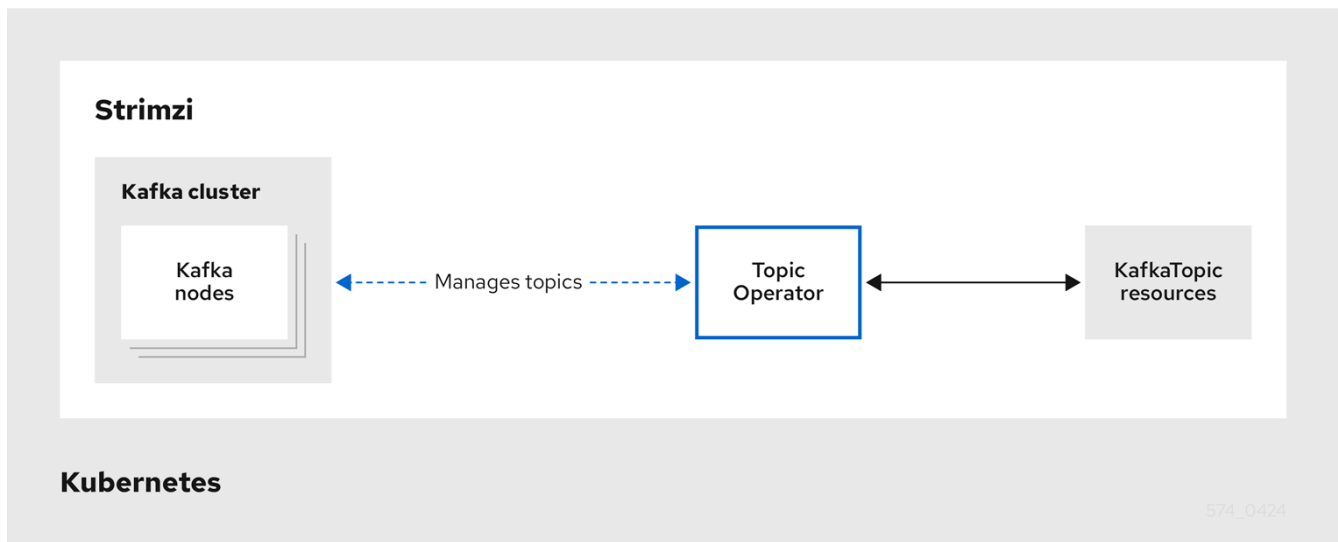 Strimzi
Kafka cluster
Kafka
nodes
Manages topics
Topic
Operator
KafkaTopic
resources
Kubernetes
574_0424